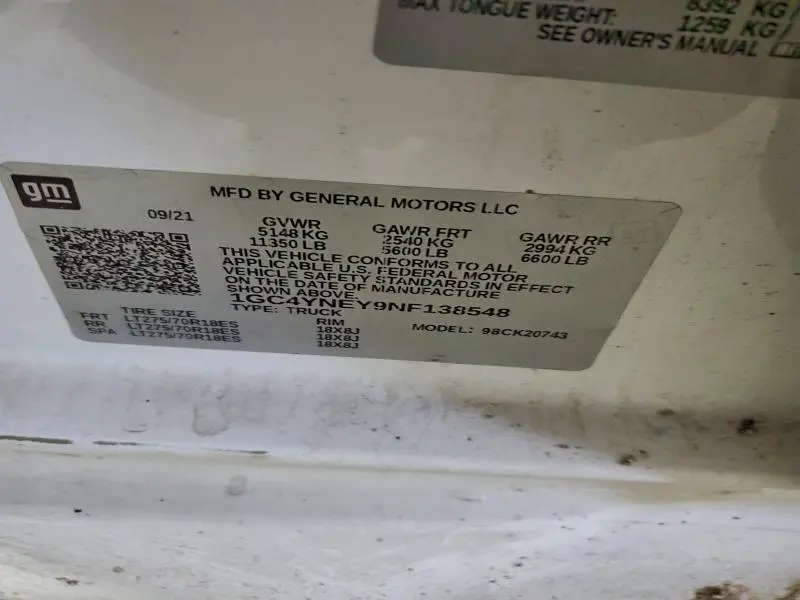 8392 KG/
MAX TONGUE WEIGHT: 1259 KG/
SEE OWNER'S MANUAL
gm
MFD BY GENERAL MOTORS LLC
09/21
GVWR GAWR FRT GAWR RR
5148 KG 2540 KG 2994 KG
11350 LB 5600 LB 6600 LB
THIS VEHICLE CONFORMS TO ALL
APPLICABLE U.S. FEDERAL MOTOR
VEHICLE SAFETY STANDARDS IN EFFECT
ON THE DATE OF MANUFACTURE
SHOWN ABOVE.
1GC4YNEY9NF138548
TYPE: TRUCK MODEL: 98CK20743
TIRE SIZE RIM
FRT LT275/70R18ES 18X8J
RR LT275/70R18ES 18X8J
SPA LT275/70R18ES 18X8J